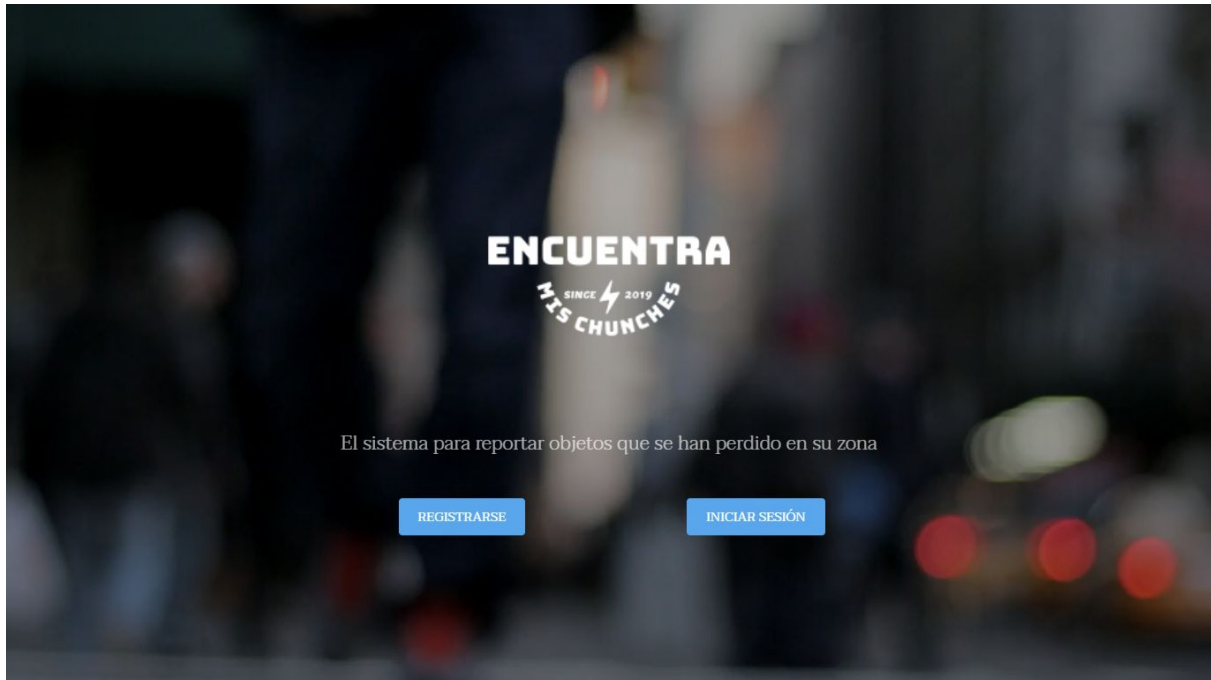 ENCUENTRA
SINCE 2019
MIS CHUNCHES
El sistema para reportar objetos que se han perdido en su zona
REGISTRARSE
INICIAR SESIÓN